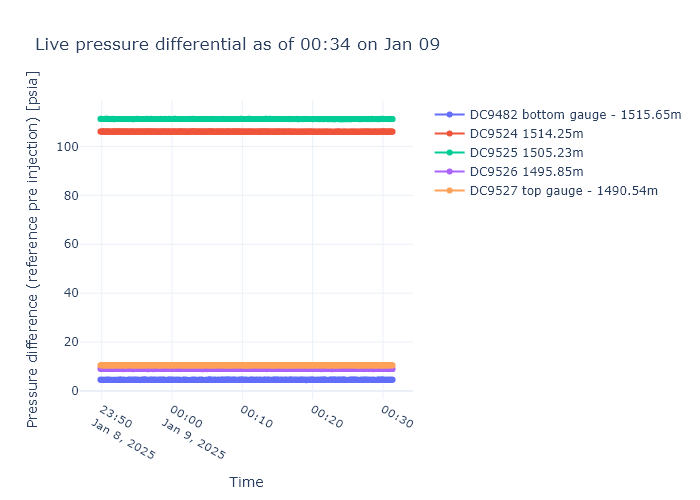 Live pressure differential as of 00:34 on Jan 09
Pressure difference (reference pre injection) [psia]
100
80
60
40
20
0
23:50
Jan 8, 2025
00:00
Jan 9, 2025
00:10
00:20
00:30
Time
DC9482 bottom gauge - 1515.65m
DC9524 1514.25m
DC9525 1505.23m
DC9526 1495.85m
DC9527 top gauge - 1490.54m